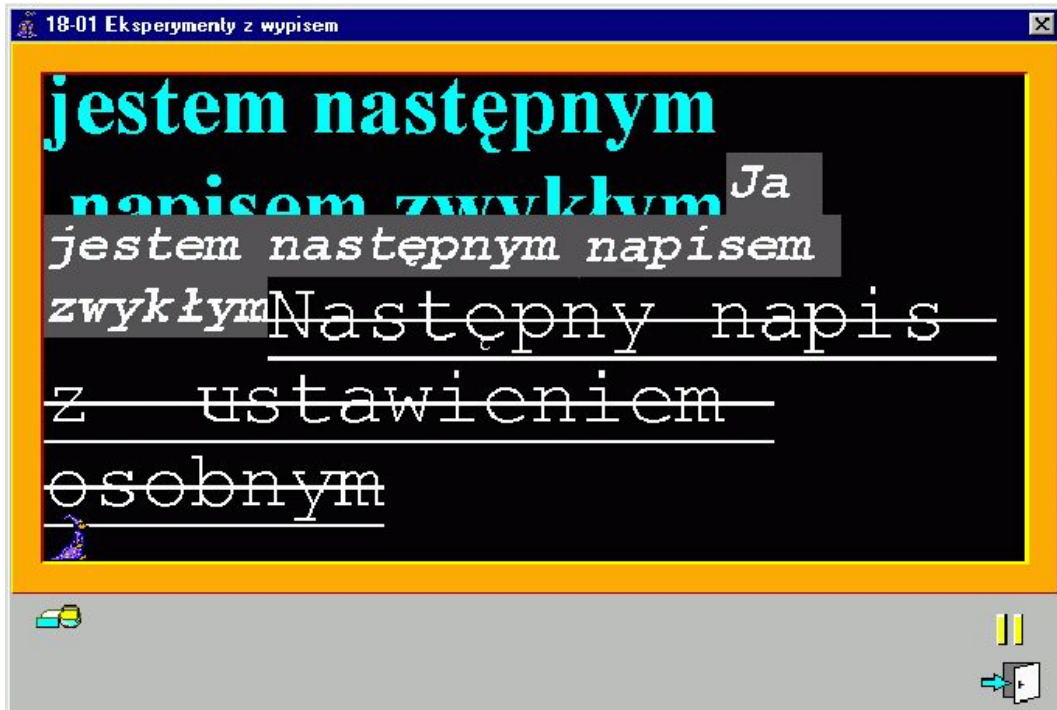 18-01 Eksperymenty z wypisem
jestem następnym
napisem zwykłym Ja
jestem następnym napisem
zwykłym Następny napis
z ustawieniem
osobnym